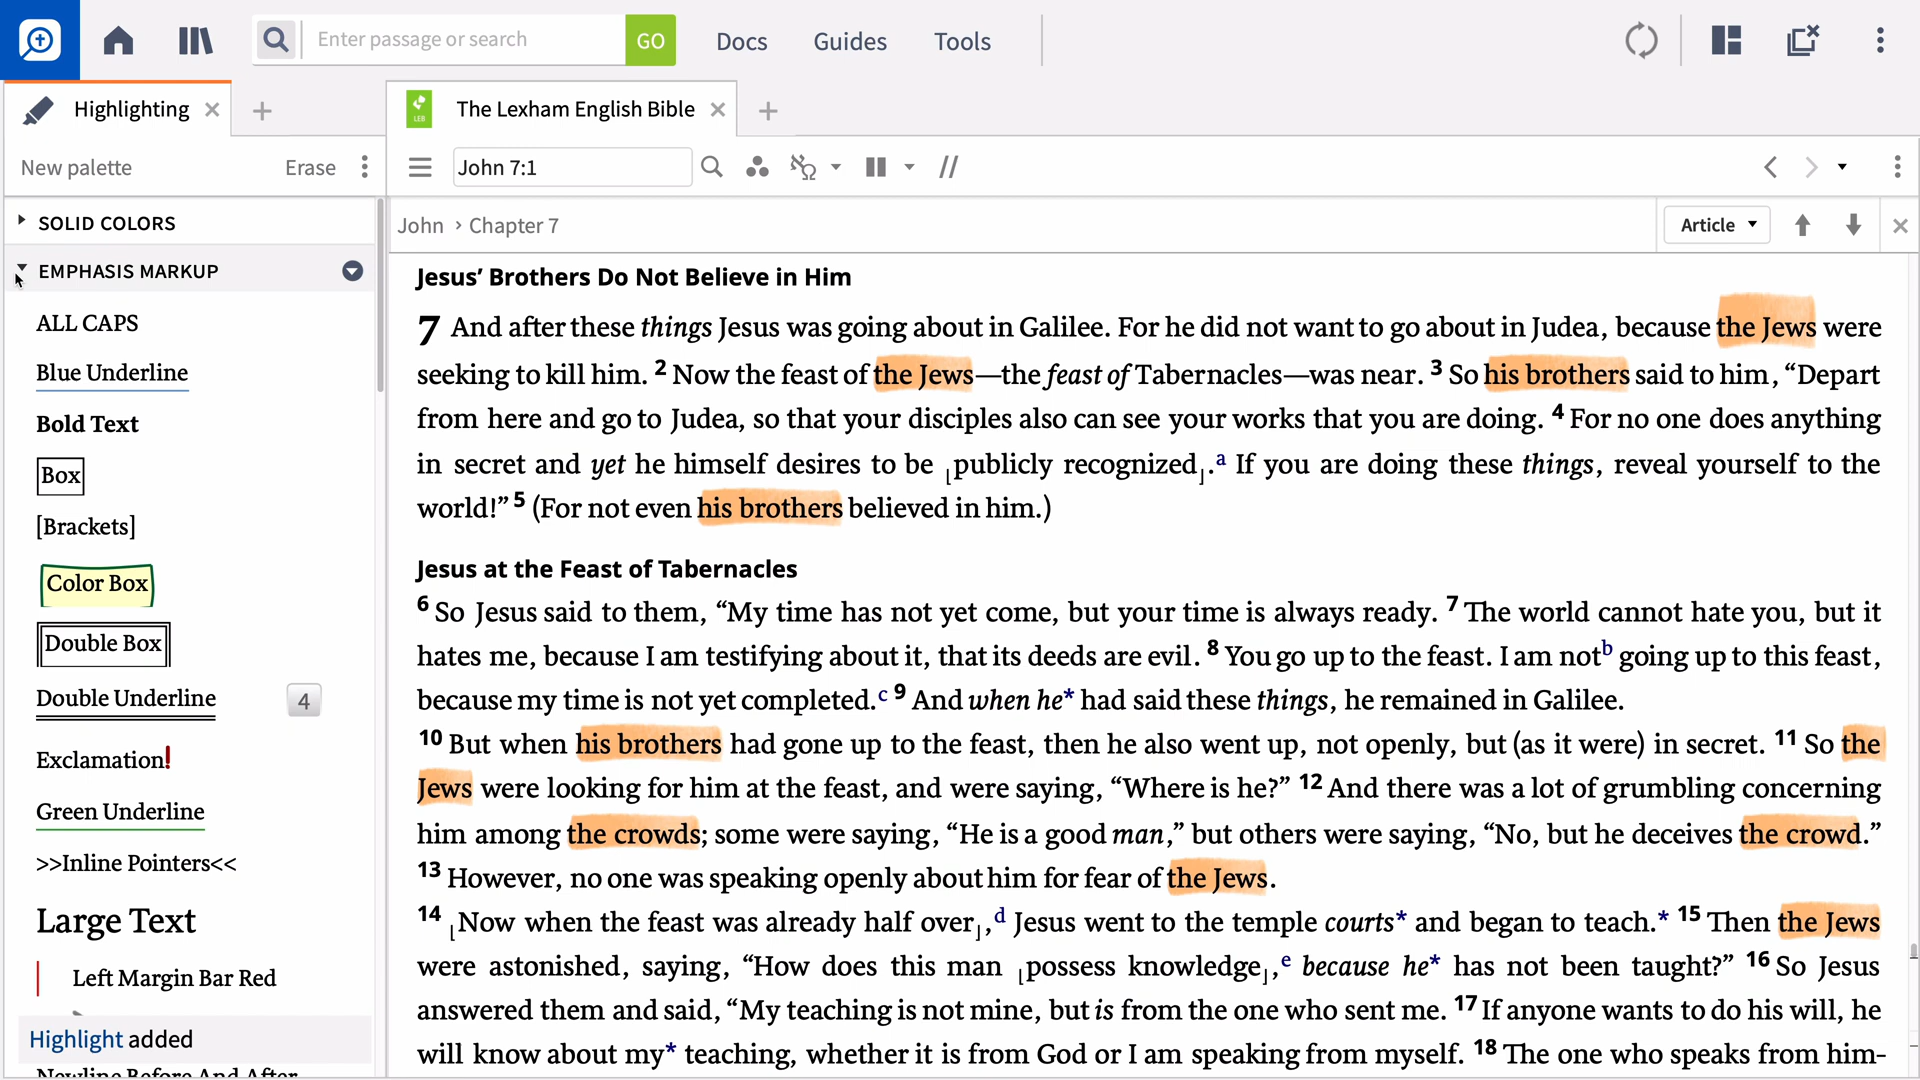 Enter passage or search
GO
Docs
Guides
Tools
Highlighting
LEB
The Lexham English Bible
New palette
Erase
John 7:1
SOLID COLORS
John › Chapter 7
Article
EMPHASIS MARKUP
ALL CAPS
Blue Underline
Bold Text
Box
[Brackets]
Color Box
Double Box
Double Underline
4
Exclamation!
Green Underline
>>Inline Pointers<<
Large Text
Left Margin Bar Red
Highlight added
Newline Before And After
Jesus’ Brothers Do Not Believe in Him
7 And after these things Jesus was going about in Galilee. For he did not want to go about in Judea, because the Jews were
seeking to kill him. 2 Now the feast of the Jews—the feast of Tabernacles—was near. 3 So his brothers said to him, “Depart
from here and go to Judea, so that your disciples also can see your works that you are doing. 4 For no one does anything
in secret and yet he himself desires to be ⌊publicly recognized⌋.a If you are doing these things, reveal yourself to the
world!” 5 (For not even his brothers believed in him.)
Jesus at the Feast of Tabernacles
6 So Jesus said to them, “My time has not yet come, but your time is always ready. 7 The world cannot hate you, but it
hates me, because I am testifying about it, that its deeds are evil. 8 You go up to the feast. I am notb going up to this feast,
because my time is not yet completed.c 9 And when he* had said these things, he remained in Galilee.
10 But when his brothers had gone up to the feast, then he also went up, not openly, but (as it were) in secret. 11 So the
Jews were looking for him at the feast, and were saying, “Where is he?” 12 And there was a lot of grumbling concerning
him among the crowds; some were saying, “He is a good man,” but others were saying, “No, but he deceives the crowd.”
13 However, no one was speaking openly about him for fear of the Jews.
14 ⌊Now when the feast was already half over⌋,d Jesus went to the temple courts* and began to teach.* 15 Then the Jews
were astonished, saying, “How does this man ⌊possess knowledge⌋,e because he* has not been taught?” 16 So Jesus
answered them and said, “My teaching is not mine, but is from the one who sent me. 17 If anyone wants to do his will, he
will know about my* teaching, whether it is from God or I am speaking from myself. 18 The one who speaks from him-